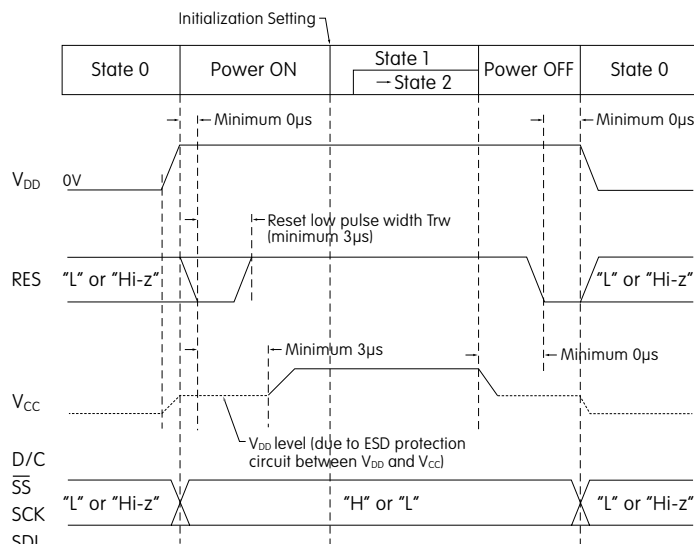 Initialization Setting
State 0
Power ON
State 1
→ State 2
Power OFF
State 0
Minimum 0µs
Minimum 0µs
VDD
0V
Reset low pulse width Trw
(minimum 3µs)
RES
"L" or "Hi-z"
"L" or "Hi-z"
Minimum 3µs
Minimum 0µs
VCC
VDD level (due to ESD protection
circuit between VDD and VCC)
D/C
SS
SCK
SDI
"L" or "Hi-z"
"H" or "L"
"L" or "Hi-z"